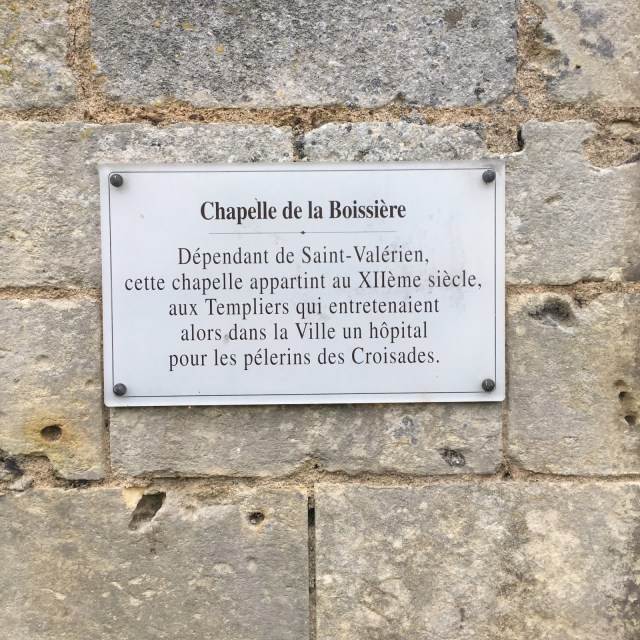 Chapelle de la Boissière
Dépendant de Saint-Valérien,
cette chapelle appartint au XIIème siècle,
aux Templiers qui entretenaient
alors dans la Ville un hôpital
pour les pélerins des Croisades.